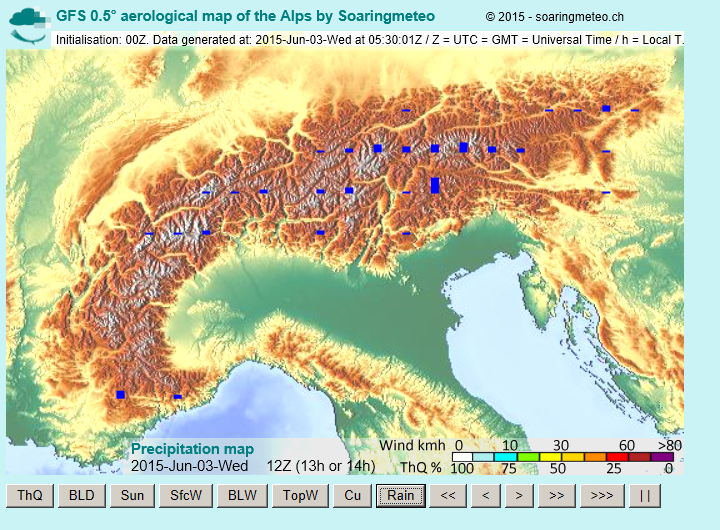 GFS 0.5° aerological map of the Alps by Soaringmeteo © 2015 - soaringmeteo.ch
Initialisation: 00Z. Data generated at: 2015-Jun-03-Wed at 05:30:01Z / Z = UTC = GMT = Universal Time / h = Local T.
Precipitation map
2015-Jun-03-Wed 12Z (13h or 14h)
Wind kmh 0 10 30 60 >80
ThQ % 100 75 50 25 0
ThQ BLD Sun SfcW BLW TopW Cu Rain << < > >> >>> | |